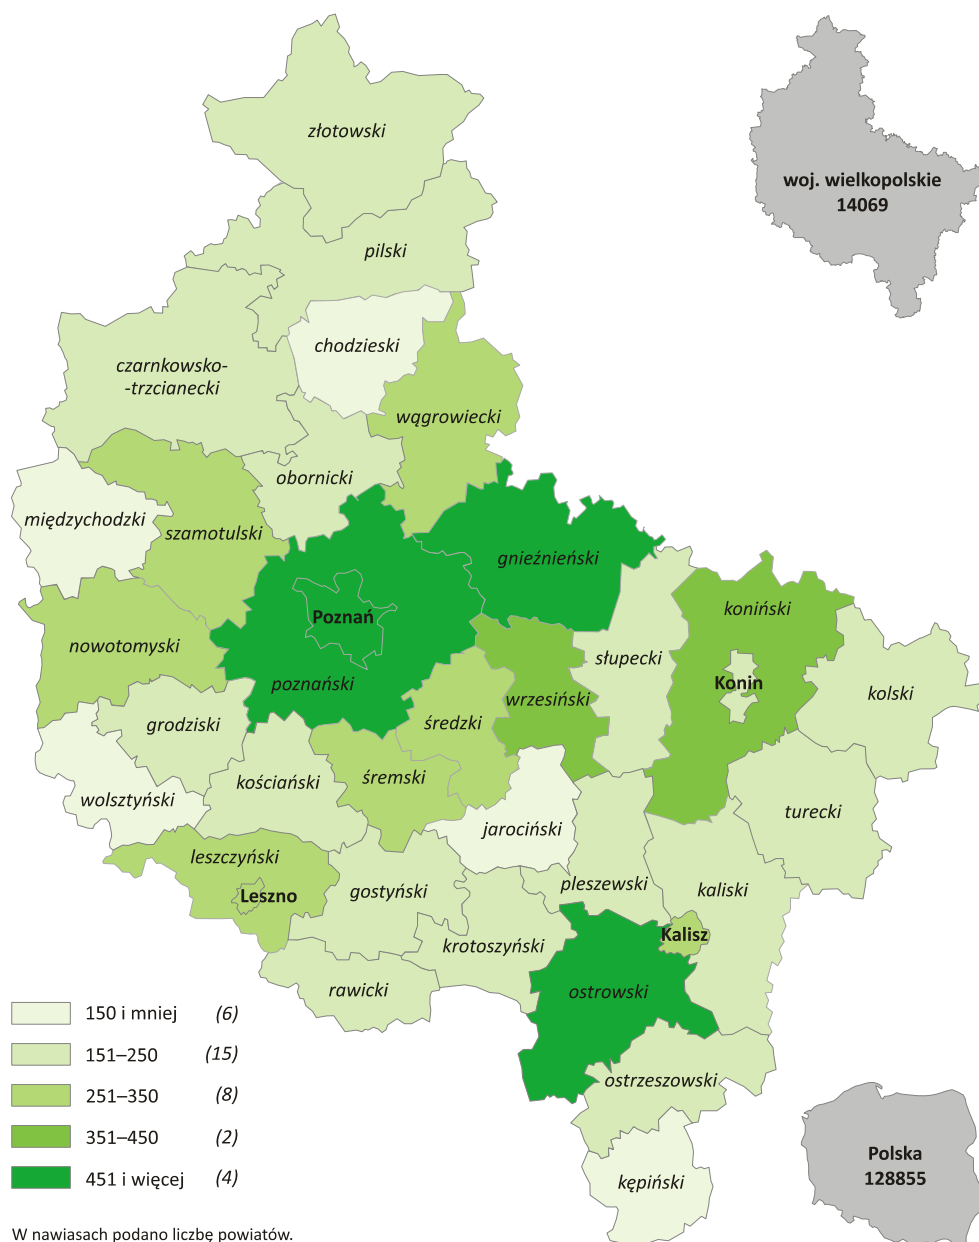 złotowski
woj. wielkopolskie
14069
pilski
chodzieski
czarnkowsko-
-trzcianecki
wągrowiecki
obornicki
międzychodzki
szamotulski
gnieźnieński
Poznań
koniński
nowotomyski
słupecki
poznański
Konin
kolski
wrzesiński
grodziski
średzki
kościański
śremski
wolsztyński
turecki
jarociński
leszczyński
Leszno
gostyński
pleszewski
kaliski
krotoszyński
Kalisz
rawicki
ostrowski
150 i mniej (6)
151–250 (15)
251–350 (8)
351–450 (2)
451 i więcej (4)
ostrzeszowski
kępiński
Polska
128855
W nawiasach podano liczbę powiatów.